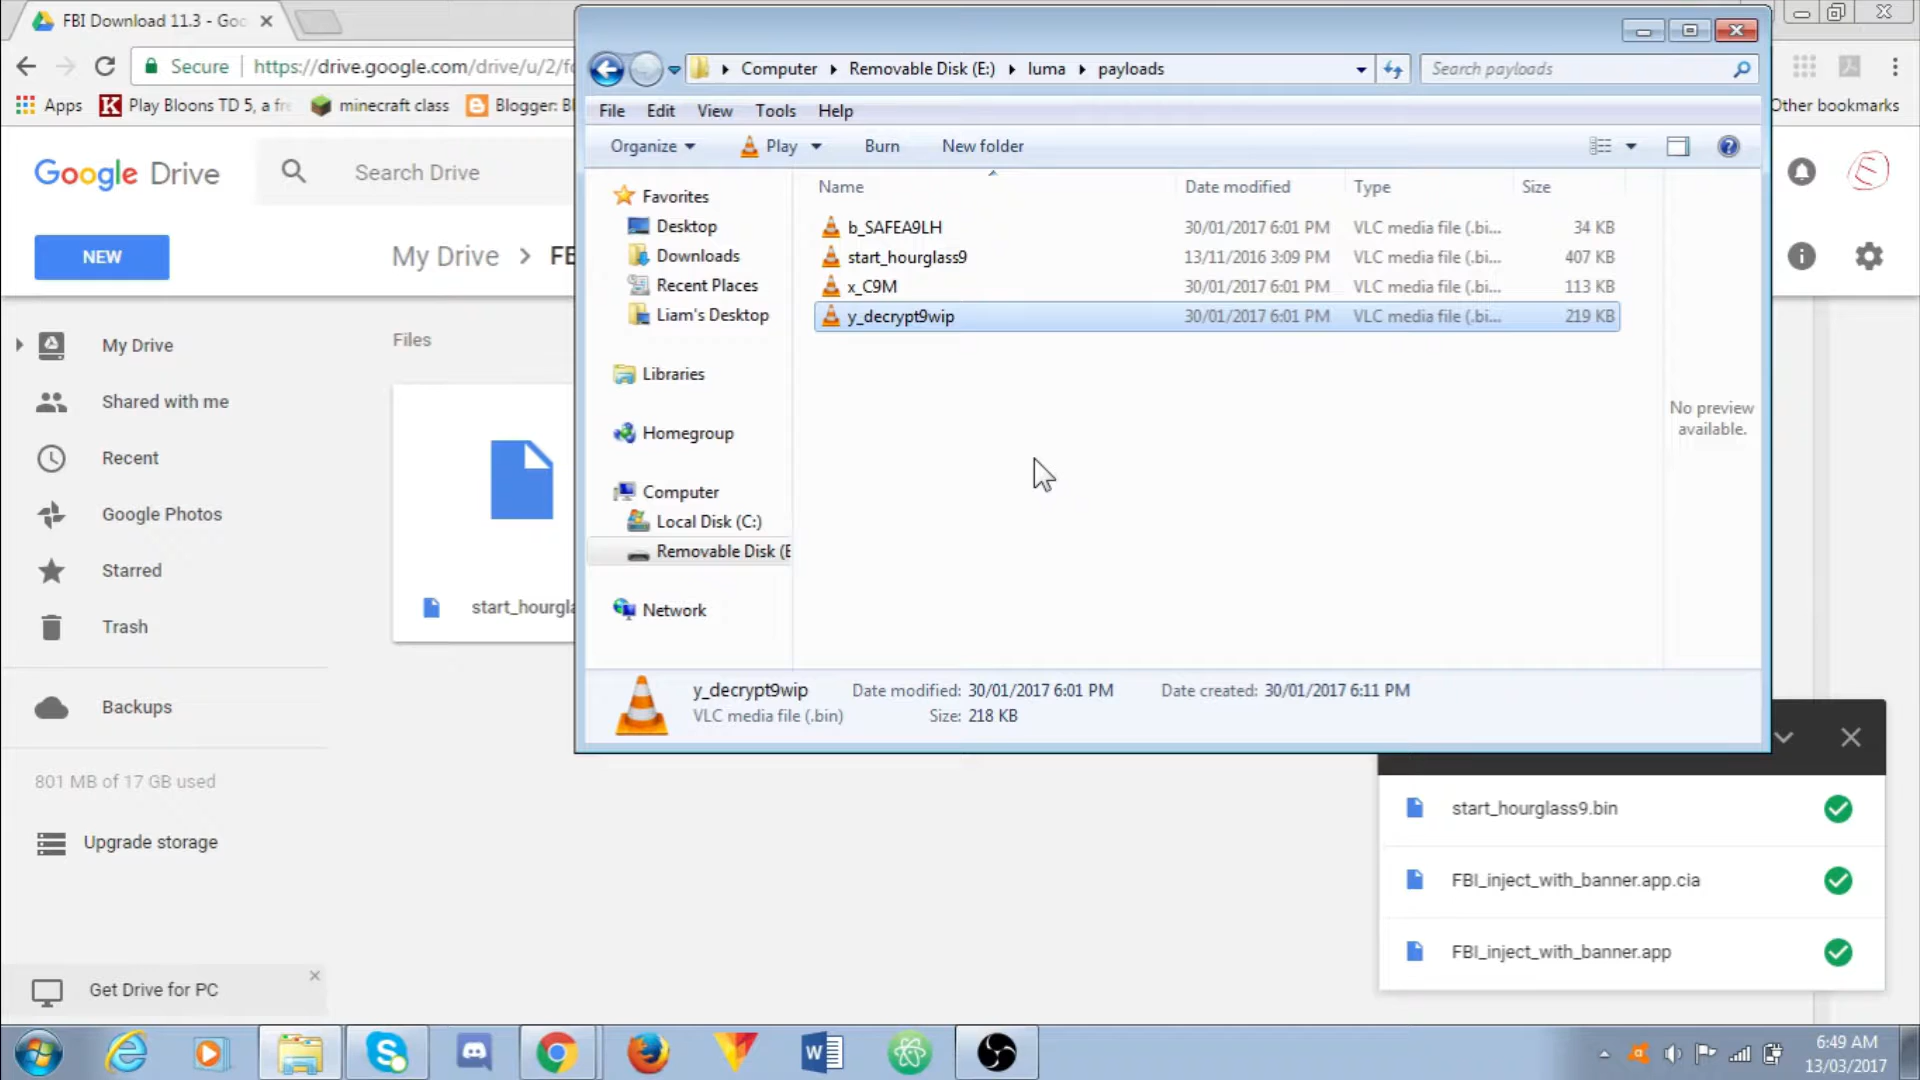 FBI Download 11.3 - Goo
Secure
https://drive.google.com/drive/u/2/fo
Apps
Play Bloons TD 5, a fre
minecraft class
Blogger: Bl
Other bookmarks
Google Drive
Search Drive
NEW
My Drive
FB
My Drive
Shared with me
Recent
Google Photos
Starred
Trash
Backups
801 MB of 17 GB used
Upgrade storage
Get Drive for PC
Files
start_hourgla
Computer
Removable Disk (E:)
luma
payloads
Search payloads
File Edit View Tools Help
Organize
Play
Burn
New folder
Favorites
Desktop
Downloads
Recent Places
Liam's Desktop
Libraries
Homegroup
Computer
Local Disk (C:)
Removable Disk (E
Network
Name Date modified Type Size
b_SAFEA9LH 30/01/2017 6:01 PM VLC media file (.bi... 34 KB
start_hourglass9 13/11/2016 3:09 PM VLC media file (.bi... 407 KB
x_C9M 30/01/2017 6:01 PM VLC media file (.bi... 113 KB
y_decrypt9wip 30/01/2017 6:01 PM VLC media file (.bi... 219 KB
No preview
available.
y_decrypt9wip Date modified: 30/01/2017 6:01 PM Date created: 30/01/2017 6:11 PM
VLC media file (.bin) Size: 218 KB
start_hourglass9.bin
FBI_inject_with_banner.app.cia
FBI_inject_with_banner.app
6:49 AM
13/03/2017